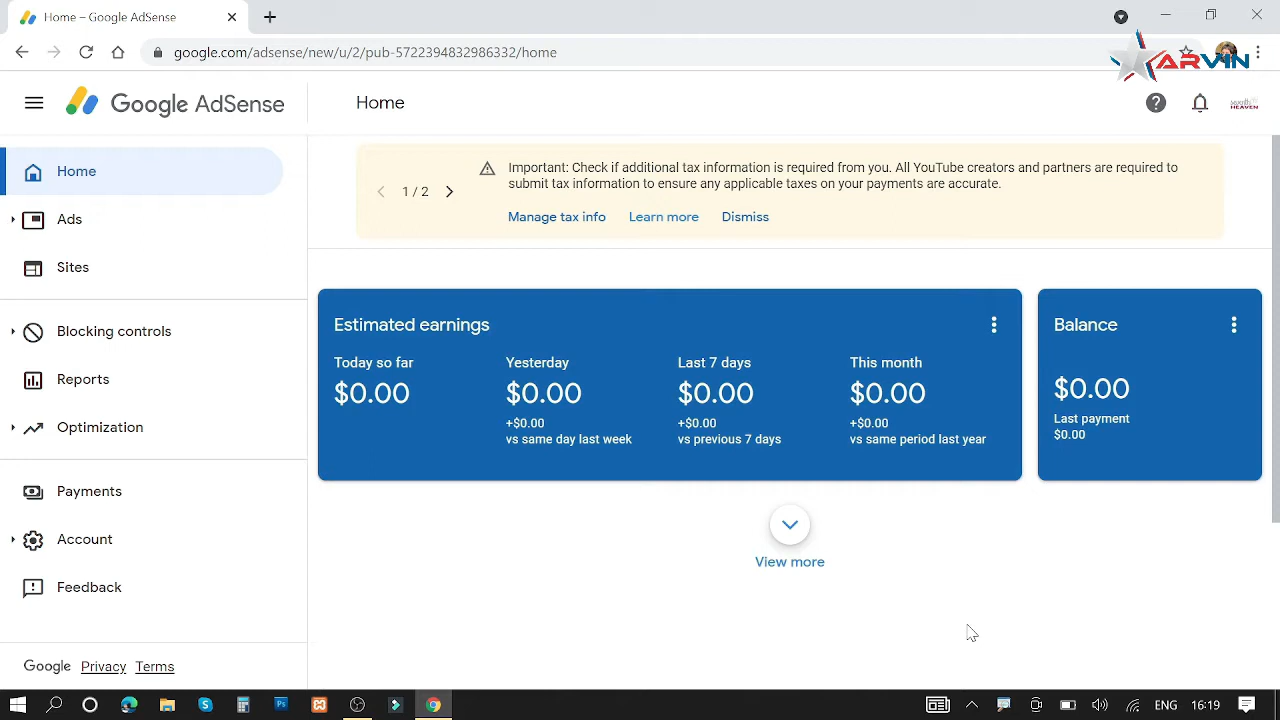 Home – Google AdSense
google.com/adsense/new/u/2/pub-5722394832986332/home
ARVIN
Google AdSense
Home
HEAVEN
Home
Ads
Sites
Blocking controls
Reports
Optimization
Payments
Account
Feedback
Google Privacy Terms
1 / 2
Important: Check if additional tax information is required from you. All YouTube creators and partners are required to
submit tax information to ensure any applicable taxes on your payments are accurate.
Manage tax info Learn more Dismiss
Estimated earnings
Today so far
$0.00
Yesterday
$0.00
+$0.00
vs same day last week
Last 7 days
$0.00
+$0.00
vs previous 7 days
This month
$0.00
+$0.00
vs same period last year
Balance
$0.00
Last payment
$0.00
View more
Ps
ENG 16:19